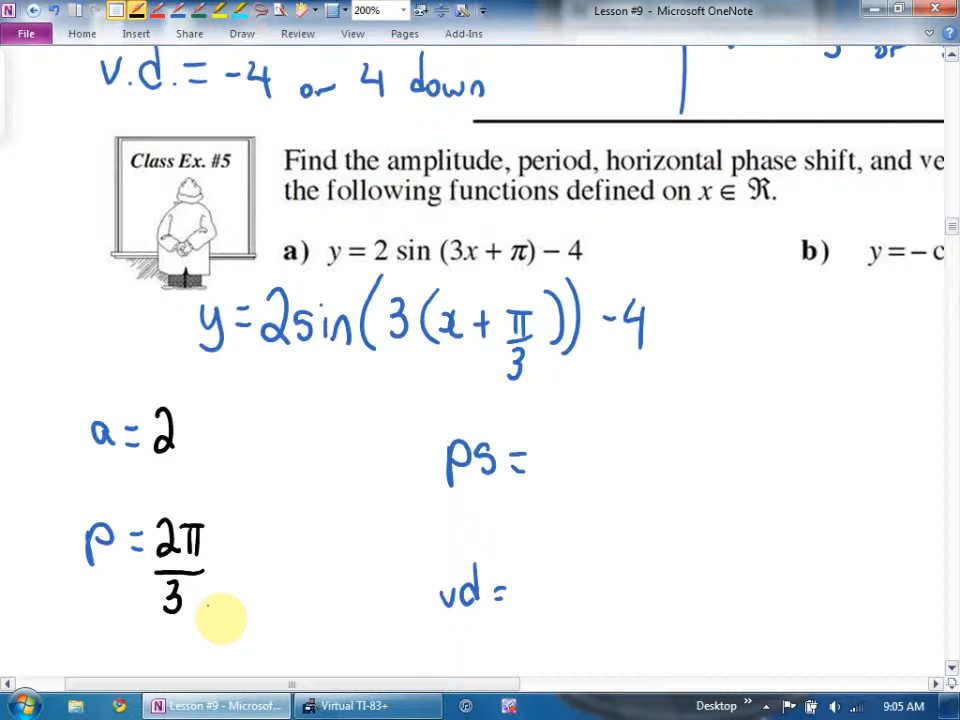 200%
Lesson #9 - Microsoft OneNote
File Home Insert Share Draw Review View Pages Add-Ins
v.d. = -4 or 4 down
or
Class Ex. #5
Find the amplitude, period, horizontal phase shift, and ve
the following functions defined on x ∈ ℜ.
a) y = 2 sin (3x + π) – 4
b) y = – c
y = 2sin(3(x + π/3)) - 4
a = 2
ps =
p = 2π/3
vd =
Lesson #9 - Microsof...
Virtual TI-83+
Desktop
9:05 AM